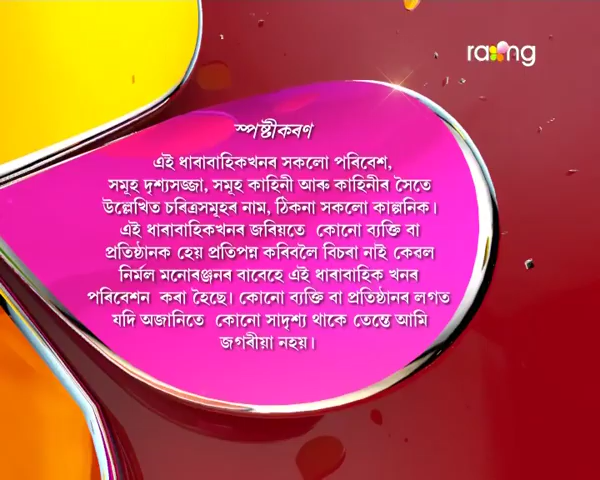 rang
স্পষ্টীকৰণ
এই ধাৰাবাহিকখনৰ সকলো পৰিবেশ,
সমূহ দৃশ্যসজ্জা, সমূহ কাহিনী আৰু কাহিনীৰ সৈতে
উল্লেখিত চৰিত্ৰসমূহৰ নাম, ঠিকনা সকলো কাল্পনিক।
এই ধাৰাবাহিকখনৰ জৰিয়তে কোনো ব্যক্তি বা
প্ৰতিষ্ঠানক হেয় প্ৰতিপন্ন কৰিবলৈ বিচৰা নাই কেৱল
নিৰ্মল মনোৰঞ্জনৰ বাবেহে এই ধাৰাবাহিক খনৰ
পৰিবেশন কৰা হৈছে। কোনো ব্যক্তি বা প্ৰতিষ্ঠানৰ লগত
যদি অজানিতে কোনো সাদৃশ্য থাকে তেন্তে আমি
জগৰীয়া নহয়।